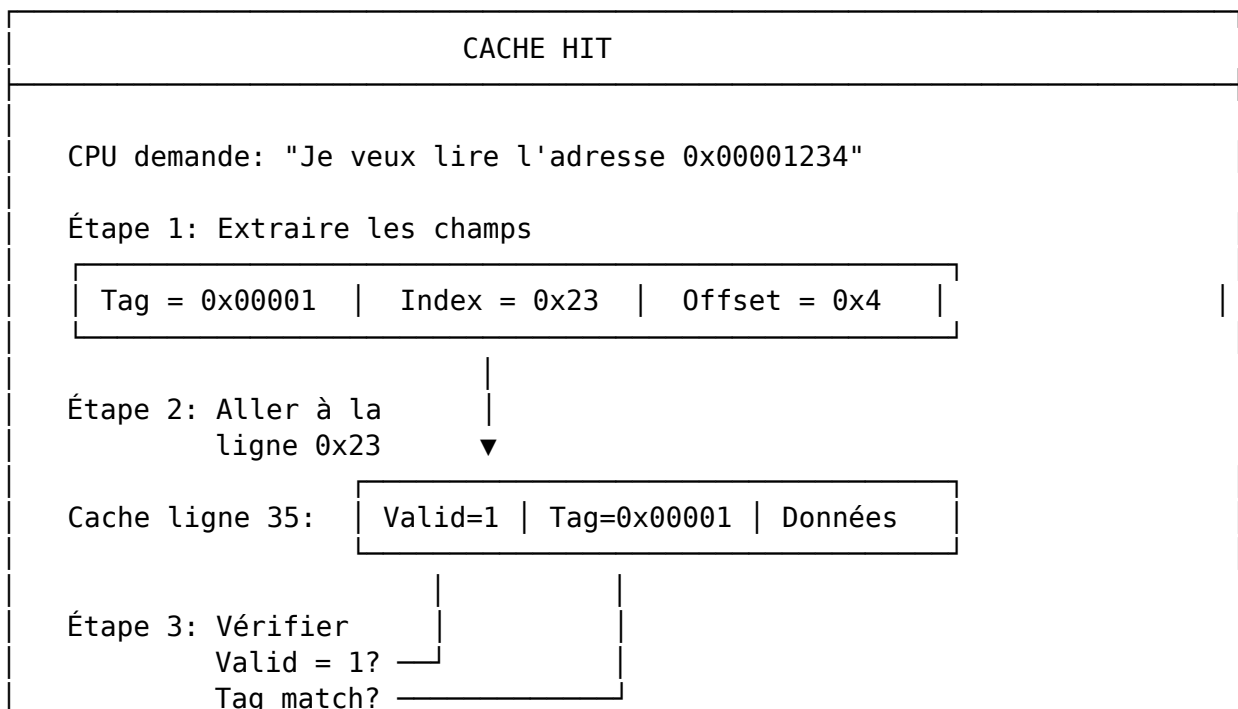 CACHE HIT
CPU demande: "Je veux lire l'adresse 0x00001234"
Étape 1: Extraire les champs
Tag = 0x00001 │ Index = 0x23 │ Offset = 0x4
Étape 2: Aller à la
ligne 0x23
Cache ligne 35: Valid=1 │ Tag=0x00001 │ Données
Étape 3: Vérifier
Valid = 1?
Tag match?